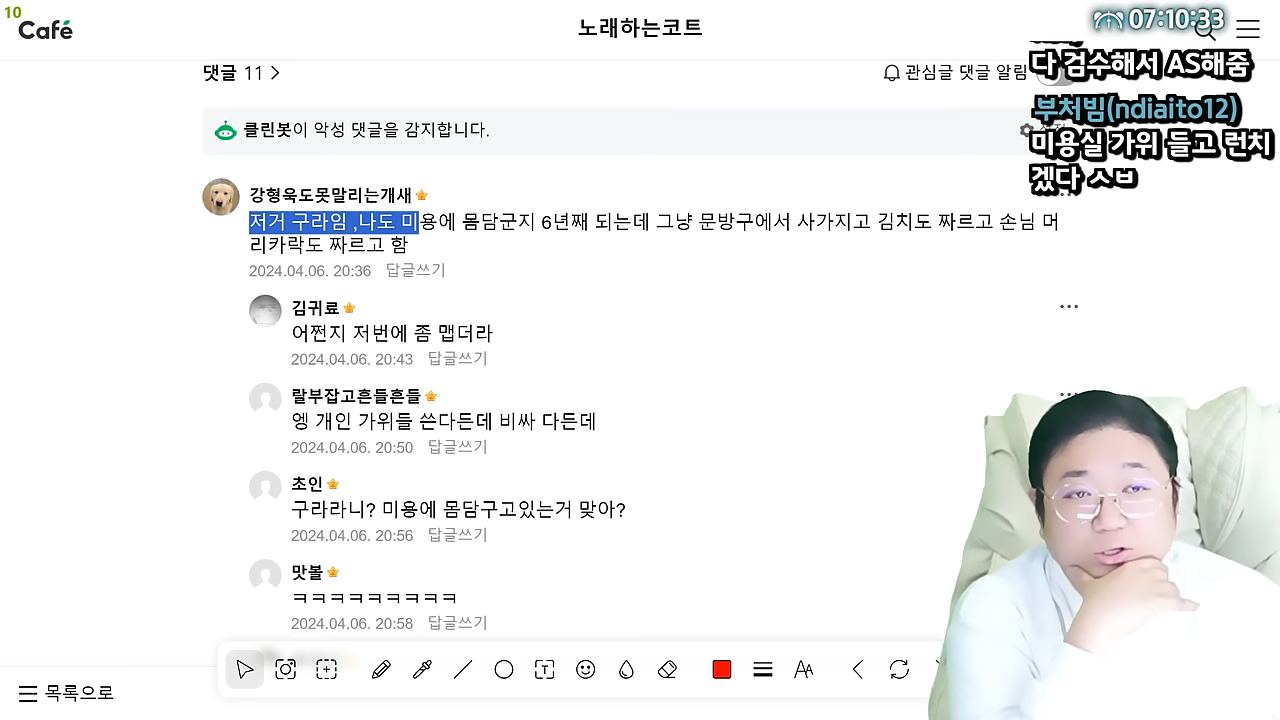 10
Café
노래하는코트
07:10:33
댓글 11
관심글 댓글 알림
다 검수해서 AS해줌
클린봇이 악성 댓글을 감지합니다.
부처빔(ndiaito12)
미용실 가위 들고 런치
겠다 ㅅㅂ
강형욱도못말리는개새
저거 구라임 ,나도 미용에 몸담군지 6년째 되는데 그냥 문방구에서 사가지고 김치도 짜르고 손님 머
리카락도 짜르고 함
2024.04.06. 20:36 답글쓰기
김귀료
어쩐지 저번에 좀 맵더라
2024.04.06. 20:43 답글쓰기
랄부잡고흔들흔들
엥 개인 가위들 쓴다든데 비싸 다든데
2024.04.06. 20:50 답글쓰기
초인
구라라니? 미용에 몸담구고있는거 맞아?
2024.04.06. 20:56 답글쓰기
맛볼
ㅋㅋㅋㅋㅋㅋㅋㅋㅋ
2024.04.06. 20:58 답글쓰기
목록으로